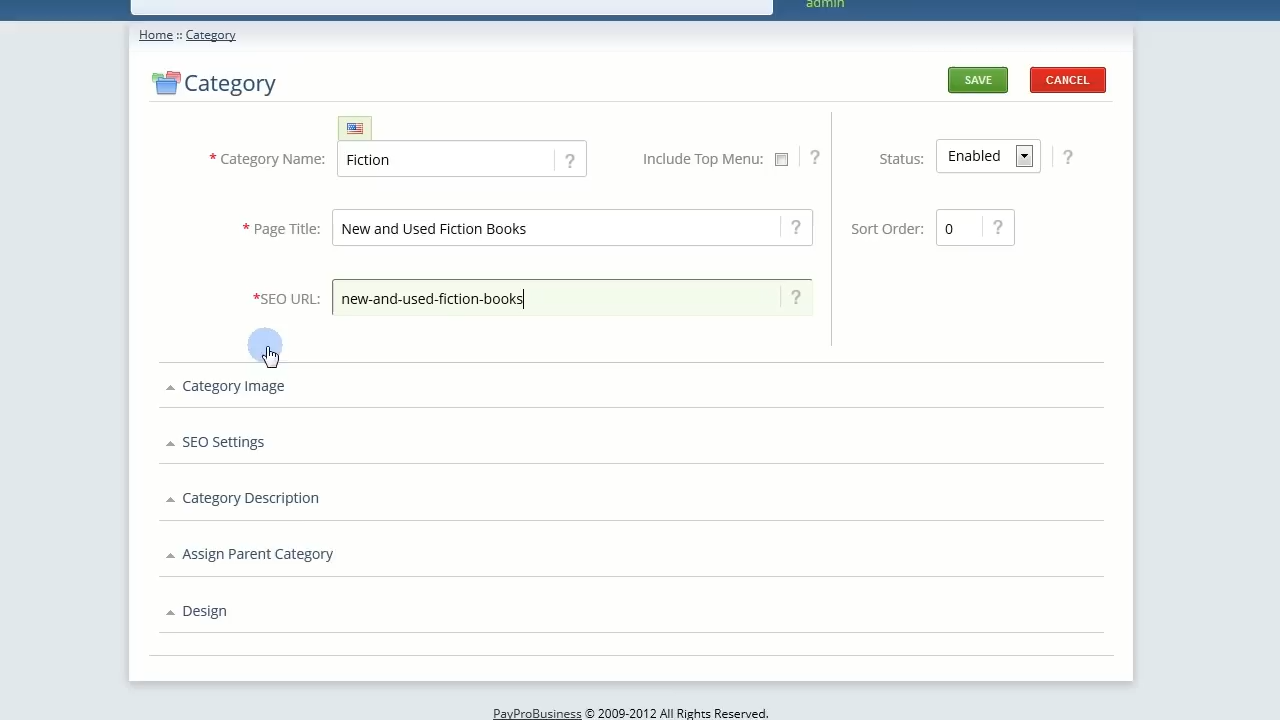 admin
Home :: Category
Category
SAVE
CANCEL
* Category Name:
Fiction
?
Include Top Menu:
?
Status:
Enabled
?
* Page Title:
New and Used Fiction Books
?
Sort Order:
0
?
*SEO URL:
new-and-used-fiction-books
?
Category Image
SEO Settings
Category Description
Assign Parent Category
Design
PayProBusiness © 2009-2012 All Rights Reserved.